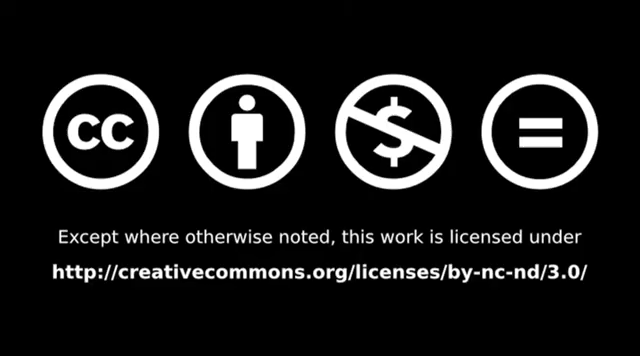 cc
$
=
Except where otherwise noted, this work is licensed under
http://creativecommons.org/licenses/by-nc-nd/3.0/